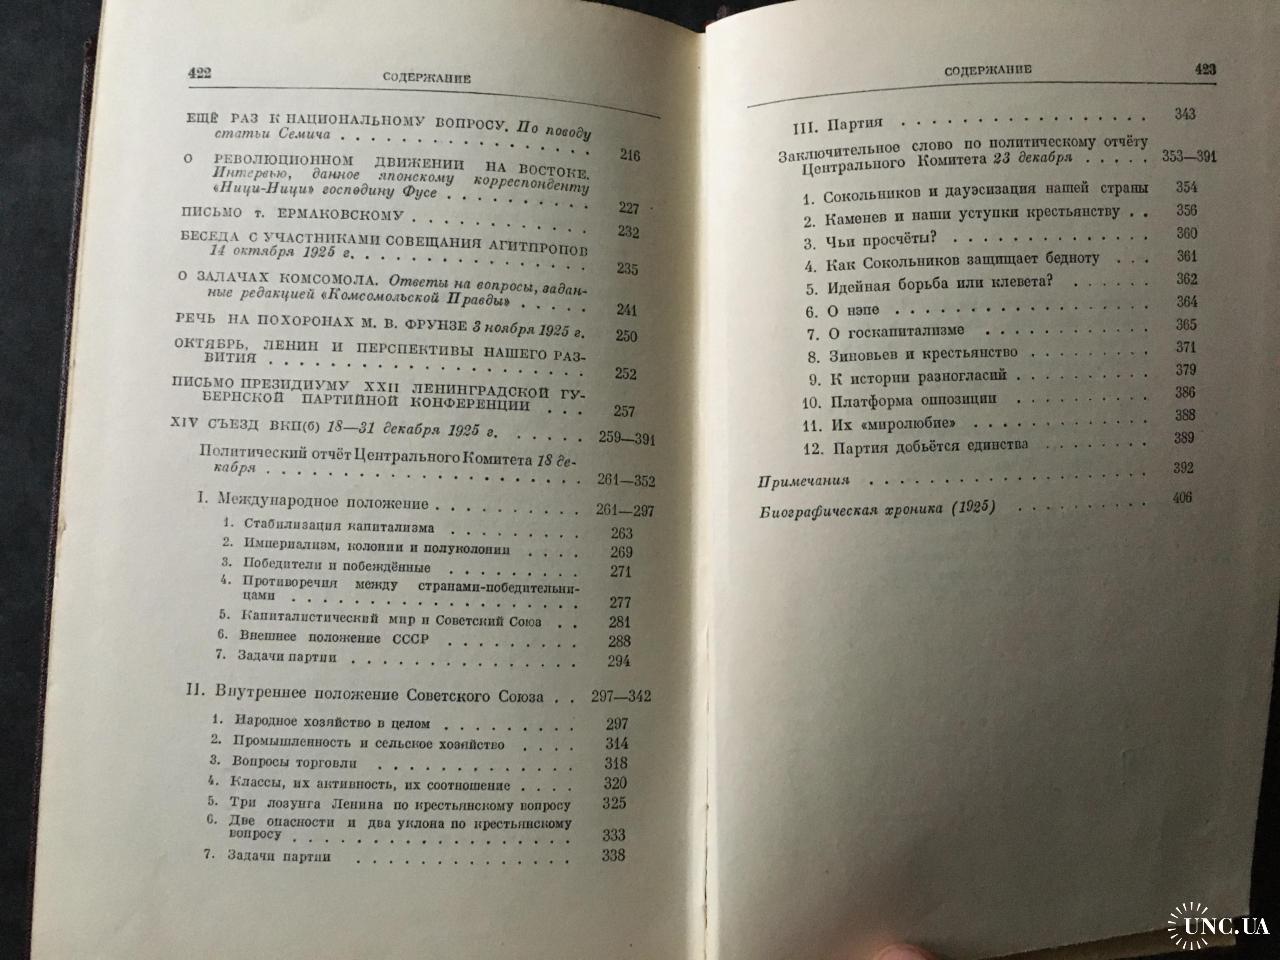 422
СОДЕРЖАНИЕ
ЕЩЁ РАЗ К НАЦИОНАЛЬНОМУ ВОПРОСУ. По поводу
статьи Семича . . . . . . . . . . . . . . 216
О РЕВОЛЮЦИОННОМ ДВИЖЕНИИ НА ВОСТОКЕ.
Интервью, данное японскому корреспонденту
«Ници-Ници» господину Фусе . . . . . . . . . 227
ПИСЬМО т. ЕРМАКОВСКОМУ . . . . . . . . . . 232
БЕСЕДА С УЧАСТНИКАМИ СОВЕЩАНИЯ АГИТПРОПОВ
14 октября 1925 г. . . . . . . . . . . . . . 235
О ЗАДАЧАХ КОМСОМОЛА. Ответы на вопросы, задан-
ные редакцией «Комсомольской Правды» . . . . . 241
РЕЧЬ НА ПОХОРОНАХ М. В. ФРУНЗЕ 3 ноября 1925 г. 250
ОКТЯБРЬ, ЛЕНИН И ПЕРСПЕКТИВЫ НАШЕГО РАЗ-
ВИТИЯ . . . . . . . . . . . . . . . . . 252
ПИСЬМО ПРЕЗИДИУМУ XXII ЛЕНИНГРАДСКОЙ ГУ-
БЕРНСКОЙ ПАРТИЙНОЙ КОНФЕРЕНЦИИ . . . 257
XIV СЪЕЗД ВКП(б) 18—31 декабря 1925 г. . . . . . 259—391
Политический отчёт Центрального Комитета 18 де-
кабря . . . . . . . . . . . . . . . . . 261—352
I. Международное положение . . . . . . . . . . 261—297
1. Стабилизация капитализма . . . . . . . . . 263
2. Империализм, колонии и полуколонии . . . . 269
3. Победители и побеждённые . . . . . . . . . 271
4. Противоречия между странами-победительни-
цами . . . . . . . . . . . . . . . . . 277
5. Капиталистический мир и Советский Союз . . 281
6. Внешнее положение СССР . . . . . . . . . 288
7. Задачи партии . . . . . . . . . . . . . . 294
II. Внутреннее положение Советского Союза . . 297—342
1. Народное хозяйство в целом . . . . . . . . . 297
2. Промышленность и сельское хозяйство . . . . 314
3. Вопросы торговли . . . . . . . . . . . . . 318
4. Классы, их активность, их соотношение . . . . 320
5. Три лозунга Ленина по крестьянскому вопросу 325
6. Две опасности и два уклона по крестьянскому
вопросу . . . . . . . . . . . . . . . . . 333
7. Задачи партии . . . . . . . . . . . . . . 338
СОДЕРЖАНИЕ
423
III. Партия . . . . . . . . . . . . . . . . . 343
Заключительное слово по политическому отчёту
Центрального Комитета 23 декабря . . . . . 353—391
1. Сокольников и дауэсизация нашей страны 354
2. Каменев и наши уступки крестьянству . . 356
3. Чьи просчёты? . . . . . . . . . . . . . 360
4. Как Сокольников защищает бедноту . . . 361
5. Идейная борьба или клевета? . . . . . . 362
6. О нэпе . . . . . . . . . . . . . . . . 364
7. О госкапитализме . . . . . . . . . . . 365
8. Зиновьев и крестьянство . . . . . . . . . 371
9. К истории разногласий . . . . . . . . . . 379
10. Платформа оппозиции . . . . . . . . . . 386
11. Их «миролюбие» . . . . . . . . . . . . 388
12. Партия добьётся единства . . . . . . . . 389
Примечания . . . . . . . . . . . . . . . . . 392
Биографическая хроника (1925) . . . . . . . . . . 406
UNC.UA